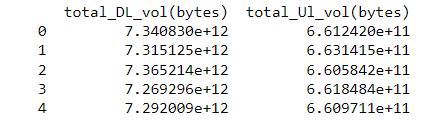 total_DL_vol(bytes) total_Ul_vol(bytes)
0 7.340830e+12 6.612420e+11
1 7.315125e+12 6.631415e+11
2 7.365214e+12 6.605842e+11
3 7.269296e+12 6.618484e+11
4 7.292009e+12 6.609711e+11